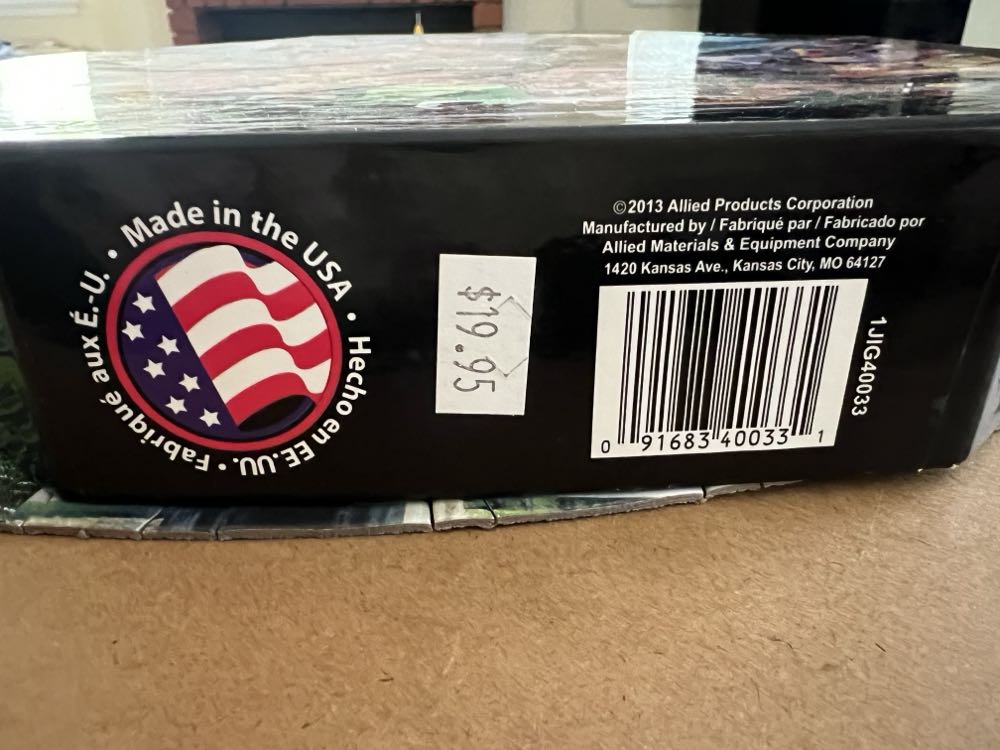 Made in the USA • Hecho en EE.UU. • Fabriqué aux É.-U. •
$19.95
©2013 Allied Products Corporation
Manufactured by / Fabriqué par / Fabricado por
Allied Materials & Equipment Company
1420 Kansas Ave., Kansas City, MO 64127
1JIG40033
0 91683 40033 1